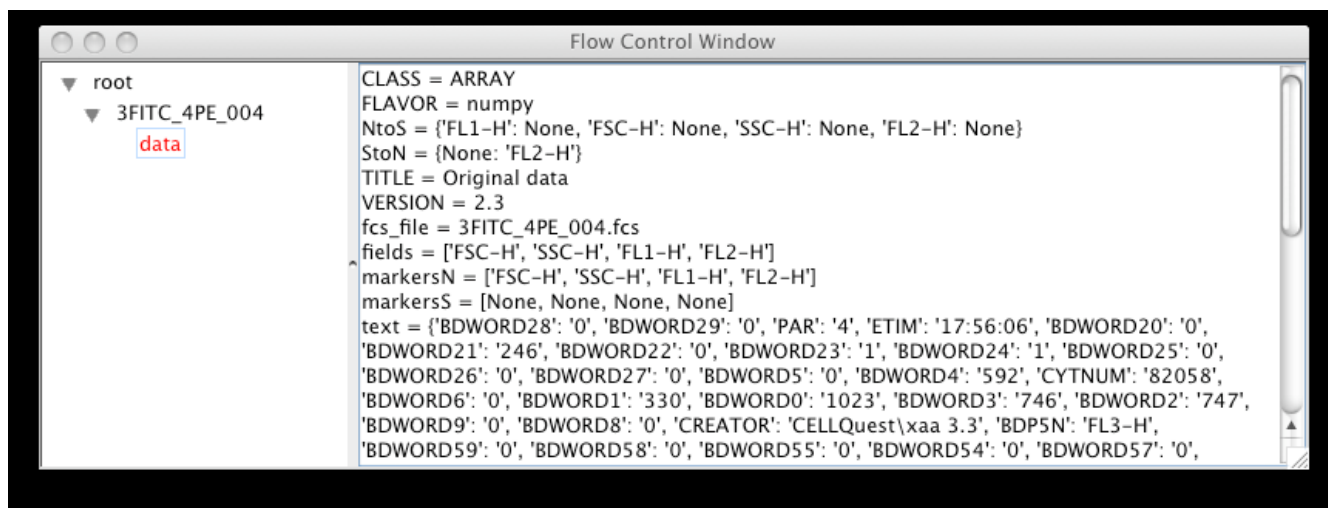 Flow Control Window
root
3FITC_4PE_004
data
CLASS = ARRAY
FLAVOR = numpy
NtoS = {'FL1-H': None, 'FSC-H': None, 'SSC-H': None, 'FL2-H': None}
StoN = {None: 'FL2-H'}
TITLE = Original data
VERSION = 2.3
fcs_file = 3FITC_4PE_004.fcs
fields = ['FSC-H', 'SSC-H', 'FL1-H', 'FL2-H']
markersN = ['FSC-H', 'SSC-H', 'FL1-H', 'FL2-H']
markersS = [None, None, None, None]
text = {'BDWORD28': '0', 'BDWORD29': '0', 'PAR': '4', 'ETIM': '17:56:06', 'BDWORD20': '0',
'BDWORD21': '246', 'BDWORD22': '0', 'BDWORD23': '1', 'BDWORD24': '1', 'BDWORD25': '0',
'BDWORD26': '0', 'BDWORD27': '0', 'BDWORD5': '0', 'BDWORD4': '592', 'CYTNUM': '82058',
'BDWORD6': '0', 'BDWORD1': '330', 'BDWORD0': '1023', 'BDWORD3': '746', 'BDWORD2': '747',
'BDWORD9': '0', 'BDWORD8': '0', 'CREATOR': 'CELLQuest\xaa 3.3', 'BDP5N': 'FL3-H',
'BDWORD59': '0', 'BDWORD58': '0', 'BDWORD55': '0', 'BDWORD54': '0', 'BDWORD57': '0',